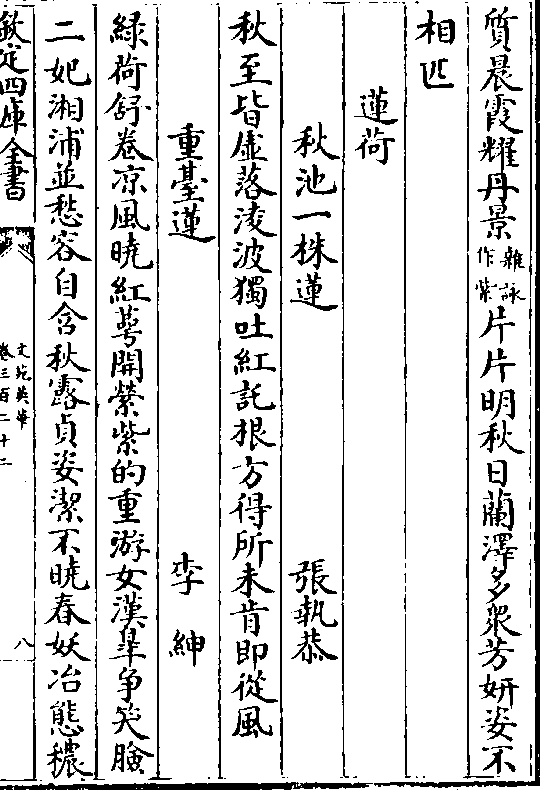 質晨霞耀丹景雜詠作紫片片明秋日蘭澤多衆芳妍姿不
相匹
蓮荷
秋池一株蓮 張執恭
秋至皆虛落淩波獨吐紅託根方得所未肯即從風
重臺蓮 李紳
緑荷舒卷凉風曉紅萼開縈紫的重游女漢臯争笑臉
二妃湘浦並愁容自含秋露貞姿潔不曉春妖冶態穠
欽定四庫全書
文苑英華
卷三百二十二
八